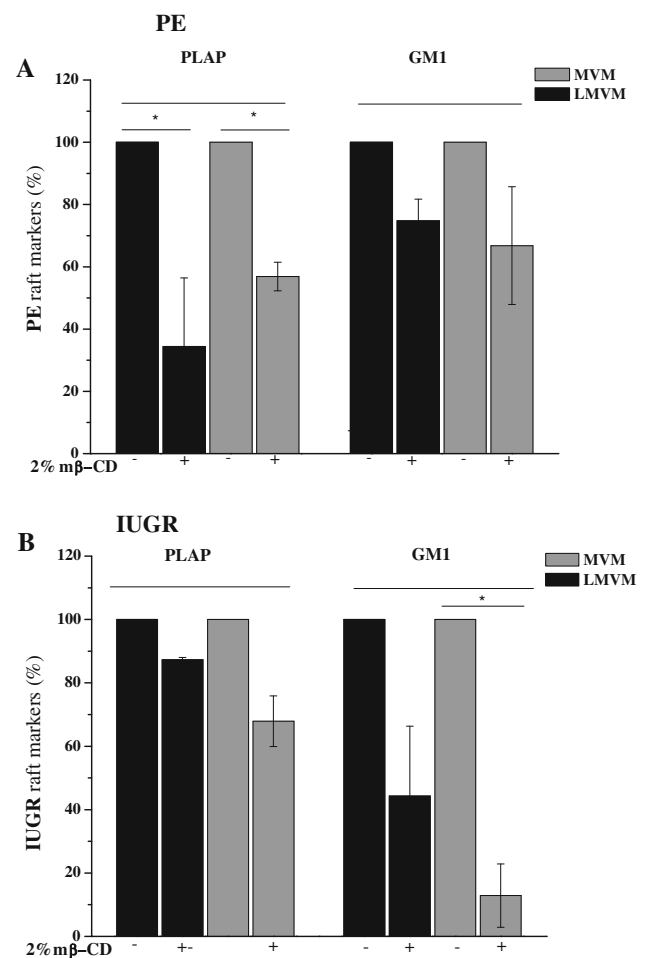 PE
A
PLAP
GM1
MVM
LMVM
120
100
80
60
40
20
0
PE raft markers (%)
*
*
2% mβ–CD
-
+
-
+
-
+
-
+
B
IUGR
PLAP
GM1
MVM
LMVM
120
100
80
60
40
20
0
IUGR raft markers (%)
*
2% mβ–CD
-
+-
+
-
+
-
+